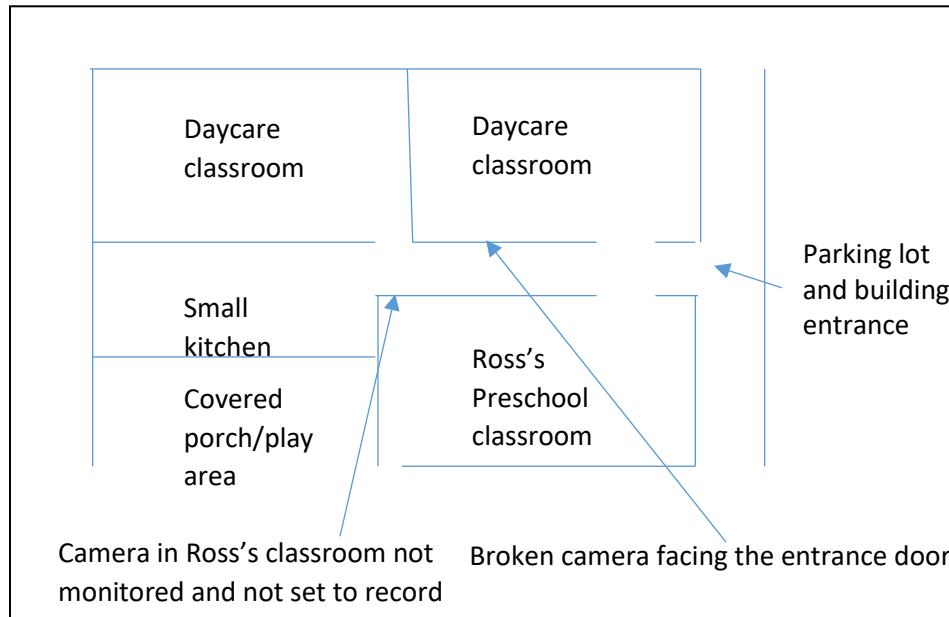 Daycare
classroom
Daycare
classroom
Parking lot
and building
entrance
Small
kitchen
Ross’s
Preschool
classroom
Covered
porch/play
area
Camera in Ross’s classroom not
monitored and not set to record
Broken camera facing the entrance door